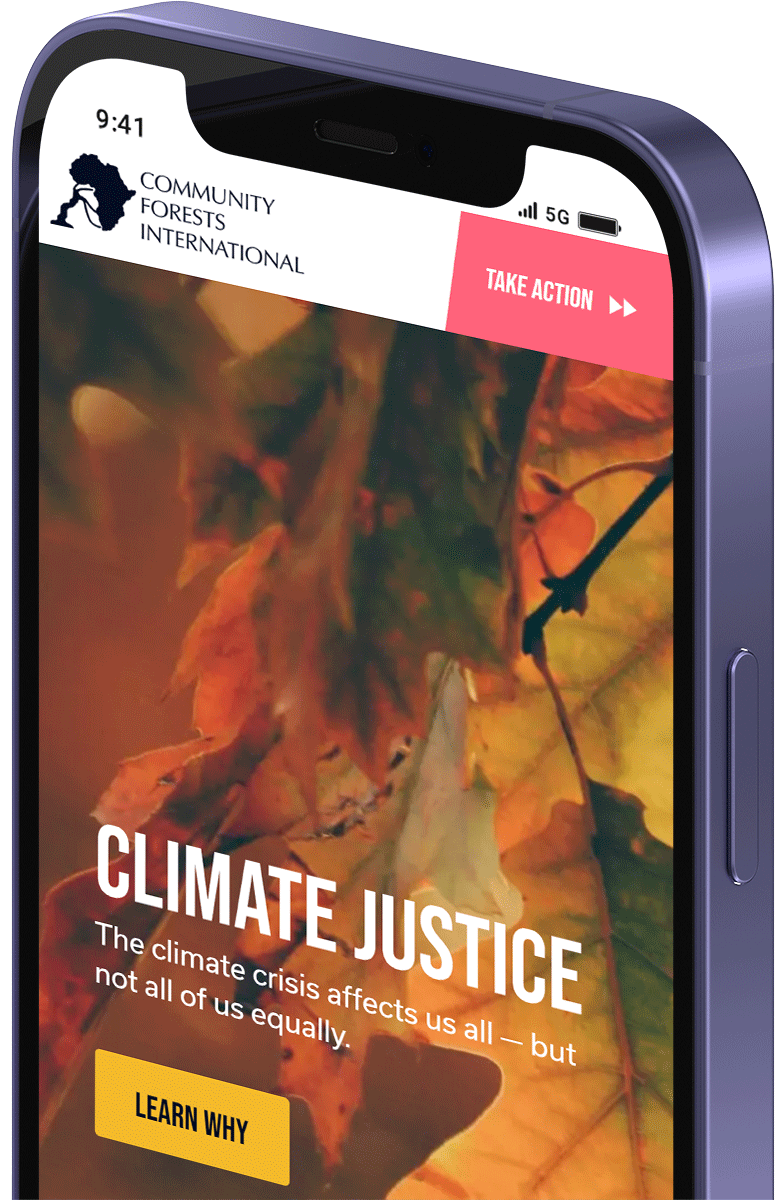 9:41
5G
COMMUNITY
FORESTS
INTERNATIONAL
TAKE ACTION
CLIMATE JUSTICE
The climate crisis affects us all — but
not all of us equally.
LEARN WHY